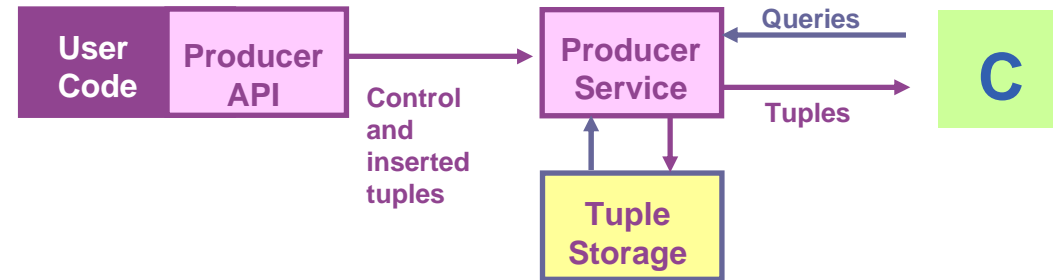 User
Code
Producer
API
Control
and
inserted
tuples
Producer
Service
Queries
Tuples
C
Tuple
Storage